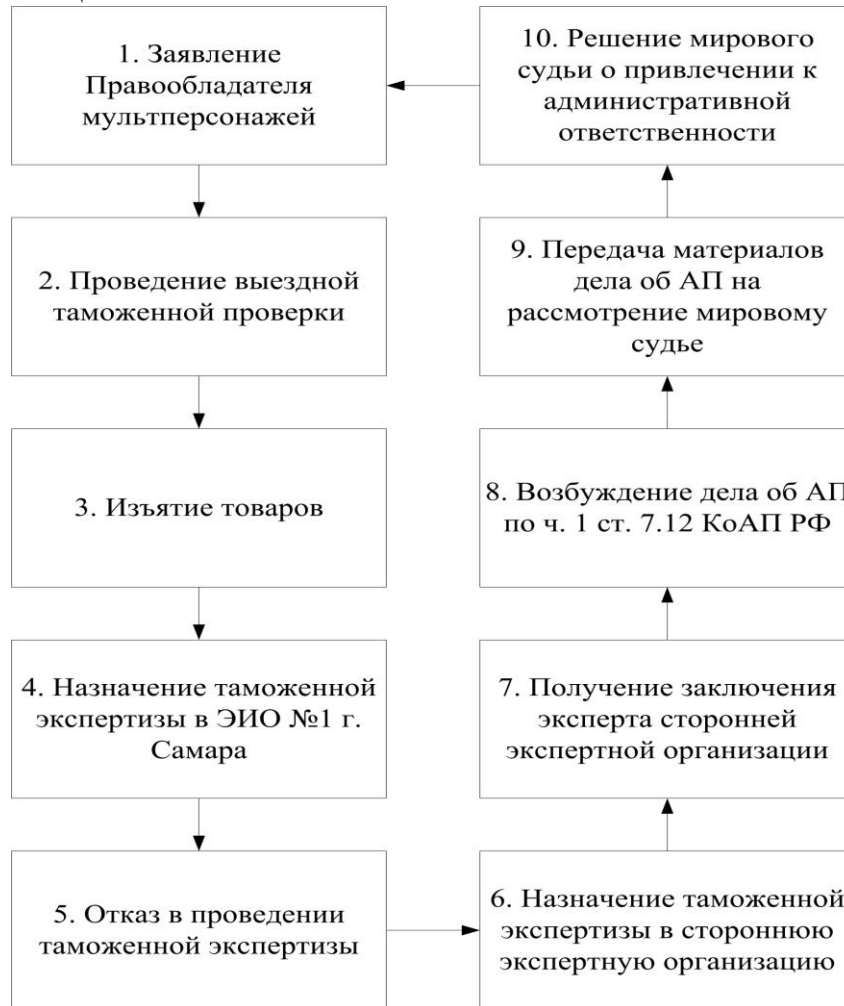 1. Заявление
Правообладателя
мультперсонажей
2. Проведение выездной
таможенной проверки
3. Изъятие товаров
4. Назначение таможенной
экспертизы в ЭИО №1 г.
Самара
5. Отказ в проведении
таможенной экспертизы
6. Назначение таможенной
экспертизы в стороннюю
экспертную организацию
7. Получение заключения
эксперта сторонней
экспертной организации
8. Возбуждение дела об АП
по ч. 1 ст. 7.12 КоАП РФ
9. Передача материалов
дела об АП на
рассмотрение мировому
судье
10. Решение мирового
судьи о привлечении к
административной
ответственности